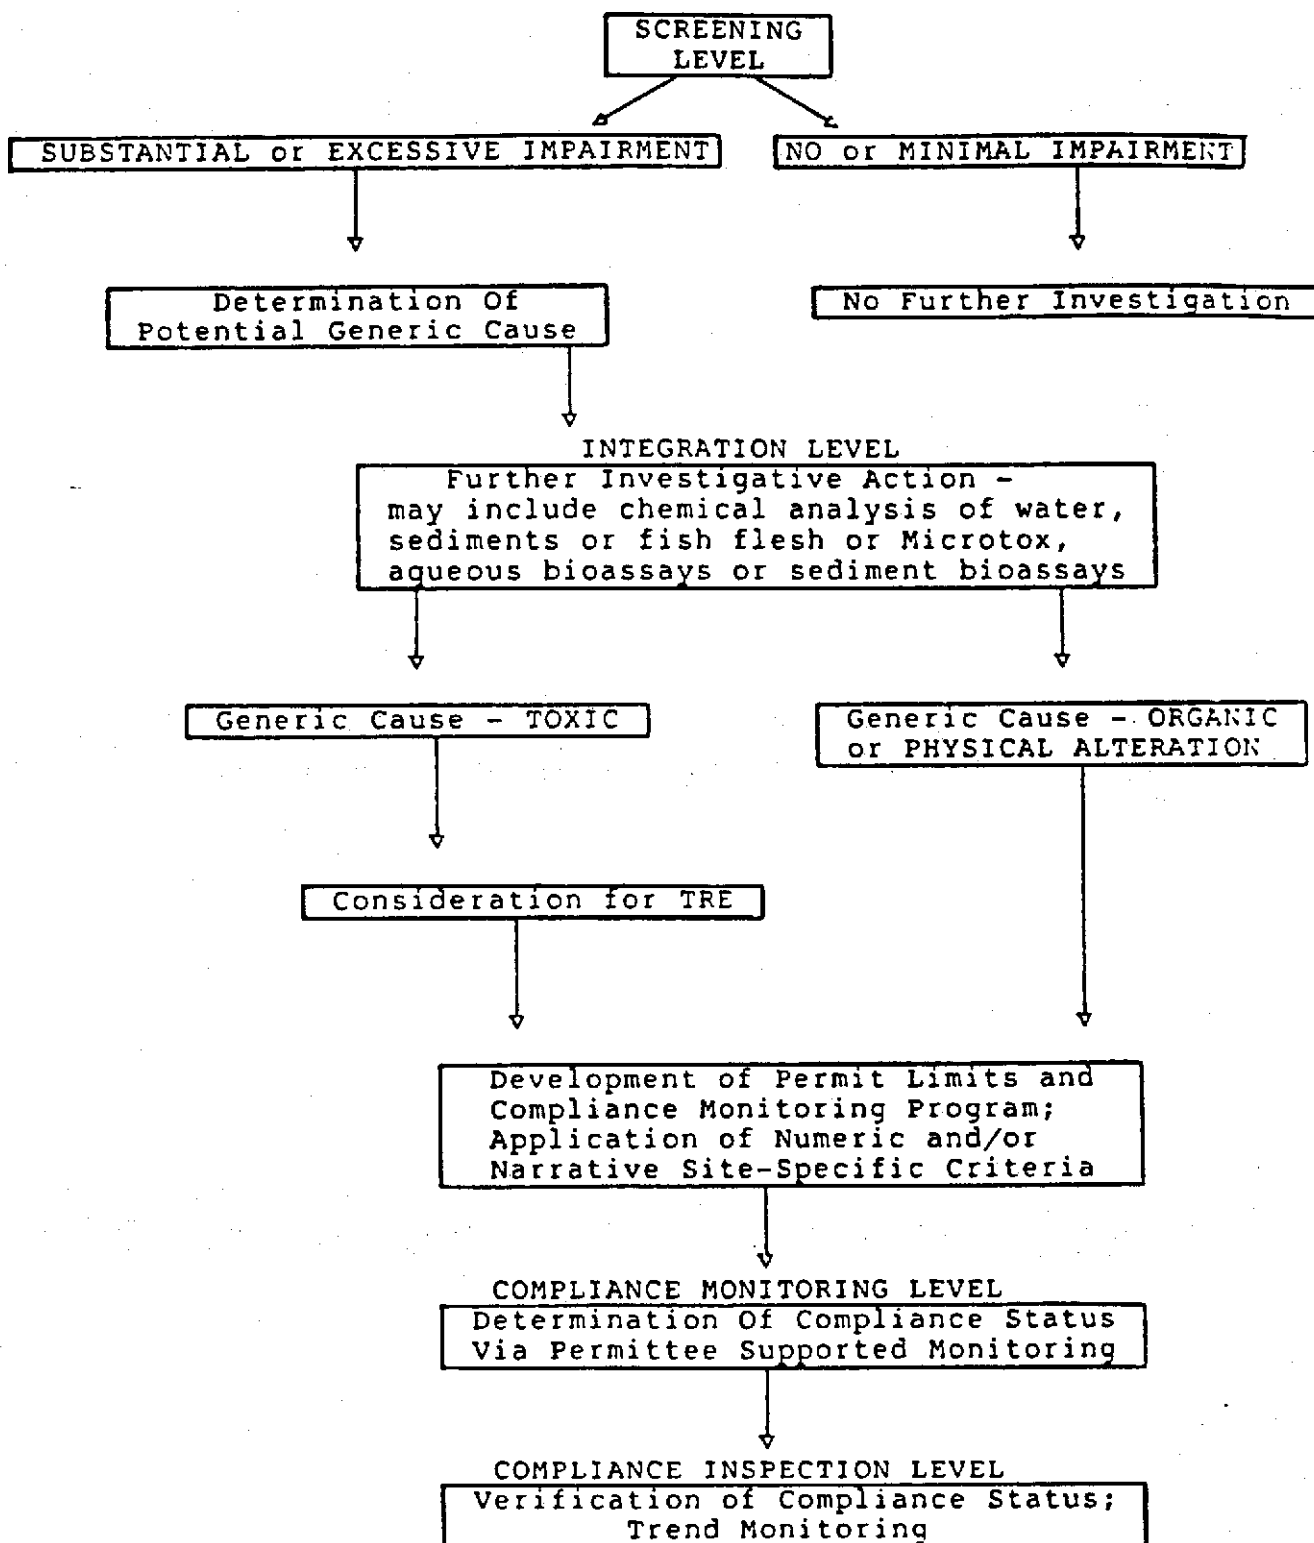 SCREENING
LEVEL
SUBSTANTIAL or EXCESSIVE IMPAIRMENT
NO or MINIMAL IMPAIRMENT
Determination Of
Potential Generic Cause
No Further Investigation
INTEGRATION LEVEL
Further Investigative Action -
may include chemical analysis of water,
sediments or fish flesh or Microtox,
aqueous bioassays or sediment bioassays
Generic Cause - TOXIC
Generic Cause - ORGANIC
or PHYSICAL ALTERATION
Consideration for TRE
Development of Permit Limits and
Compliance Monitoring Program;
Application of Numeric and/or
Narrative Site-Specific Criteria
COMPLIANCE MONITORING LEVEL
Determination Of Compliance Status
Via Permittee Supported Monitoring
COMPLIANCE INSPECTION LEVEL
Verification of Compliance Status;
Trend Monitoring